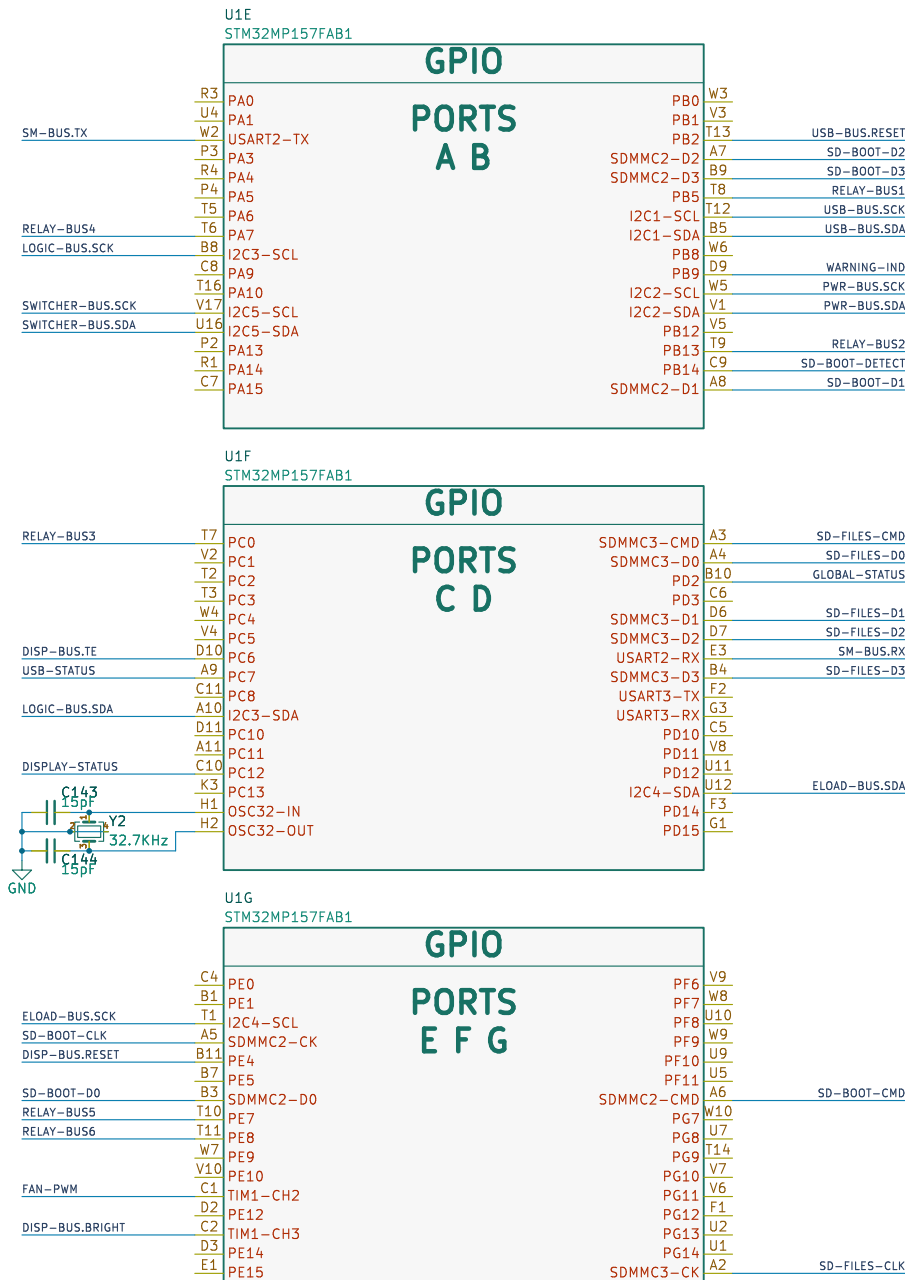 U1E
STM32MP157FAB1
GPIO
PORTS
A B
R3 PA0 PB0 W3
U4 PA1 PB1 V3
SM-BUS.TX W2 USART2-TX PB2 T13 USB-BUS.RESET
P3 PA3 SDMMC2-D2 A7 SD-BOOT-D2
R4 PA4 SDMMC2-D3 B9 SD-BOOT-D3
P4 PA5 PB5 T8 RELAY-BUS1
T5 PA6 I2C1-SCL T12 USB-BUS.SCK
RELAY-BUS4 T6 PA7 I2C1-SDA B5 USB-BUS.SDA
LOGIC-BUS.SCK B8 I2C3-SCL PB8 W6
C8 PA9 PB9 D9 WARNING-IND
T16 PA10 I2C2-SCL W5 PWR-BUS.SCK
SWITCHER-BUS.SCK V17 I2C5-SCL I2C2-SDA V1 PWR-BUS.SDA
SWITCHER-BUS.SDA U16 I2C5-SDA PB12 V5
P2 PA13 PB13 T9 RELAY-BUS2
R1 PA14 PB14 C9 SD-BOOT-DETECT
C7 PA15 SDMMC2-D1 A8 SD-BOOT-D1
U1F
STM32MP157FAB1
GPIO
PORTS
C D
RELAY-BUS3 T7 PC0 SDMMC3-CMD A3 SD-FILES-CMD
V2 PC1 SDMMC3-D0 A4 SD-FILES-D0
T2 PC2 PD2 B10 GLOBAL-STATUS
T3 PC3 PD3 C6
W4 PC4 SDMMC3-D1 D6 SD-FILES-D1
V4 PC5 SDMMC3-D2 D7 SD-FILES-D2
DISP-BUS.TE D10 PC6 USART2-RX E3 SM-BUS.RX
USB-STATUS A9 PC7 SDMMC3-D3 B4 SD-FILES-D3
C11 PC8 USART3-TX F2
LOGIC-BUS.SDA A10 I2C3-SDA USART3-RX G3
D11 PC10 PD10 C5
A11 PC11 PD11 V8
DISPLAY-STATUS C10 PC12 PD12 U11
K3 PC13 I2C4-SDA U12 ELOAD-BUS.SDA
C143
15pF
H1 OSC32-IN PD14 F3
1
Y2
H2 OSC32-OUT PD15 G1
32.7KHz
3
C144
15pF
GND
U1G
STM32MP157FAB1
GPIO
PORTS
E F G
C4 PE0 PF6 V9
B1 PE1 PF7 W8
ELOAD-BUS.SCK T1 I2C4-SCL PF8 U10
SD-BOOT-CLK A5 SDMMC2-CK PF9 W9
DISP-BUS.RESET B11 PE4 PF10 U9
B7 PE5 PF11 U5
SD-BOOT-D0 B3 SDMMC2-D0 SDMMC2-CMD A6 SD-BOOT-CMD
RELAY-BUS5 T10 PE7 PG7 W10
RELAY-BUS6 T11 PE8 PG8 U7
W7 PE9 PG9 T14
V10 PE10 PG10 V7
FAN-PWM C1 TIM1-CH2 PG11 V6
D2 PE12 PG12 F1
DISP-BUS.BRIGHT C2 TIM1-CH3 PG13 U2
D3 PE14 PG14 U1
E1 PE15 SDMMC3-CK A2 SD-FILES-CLK